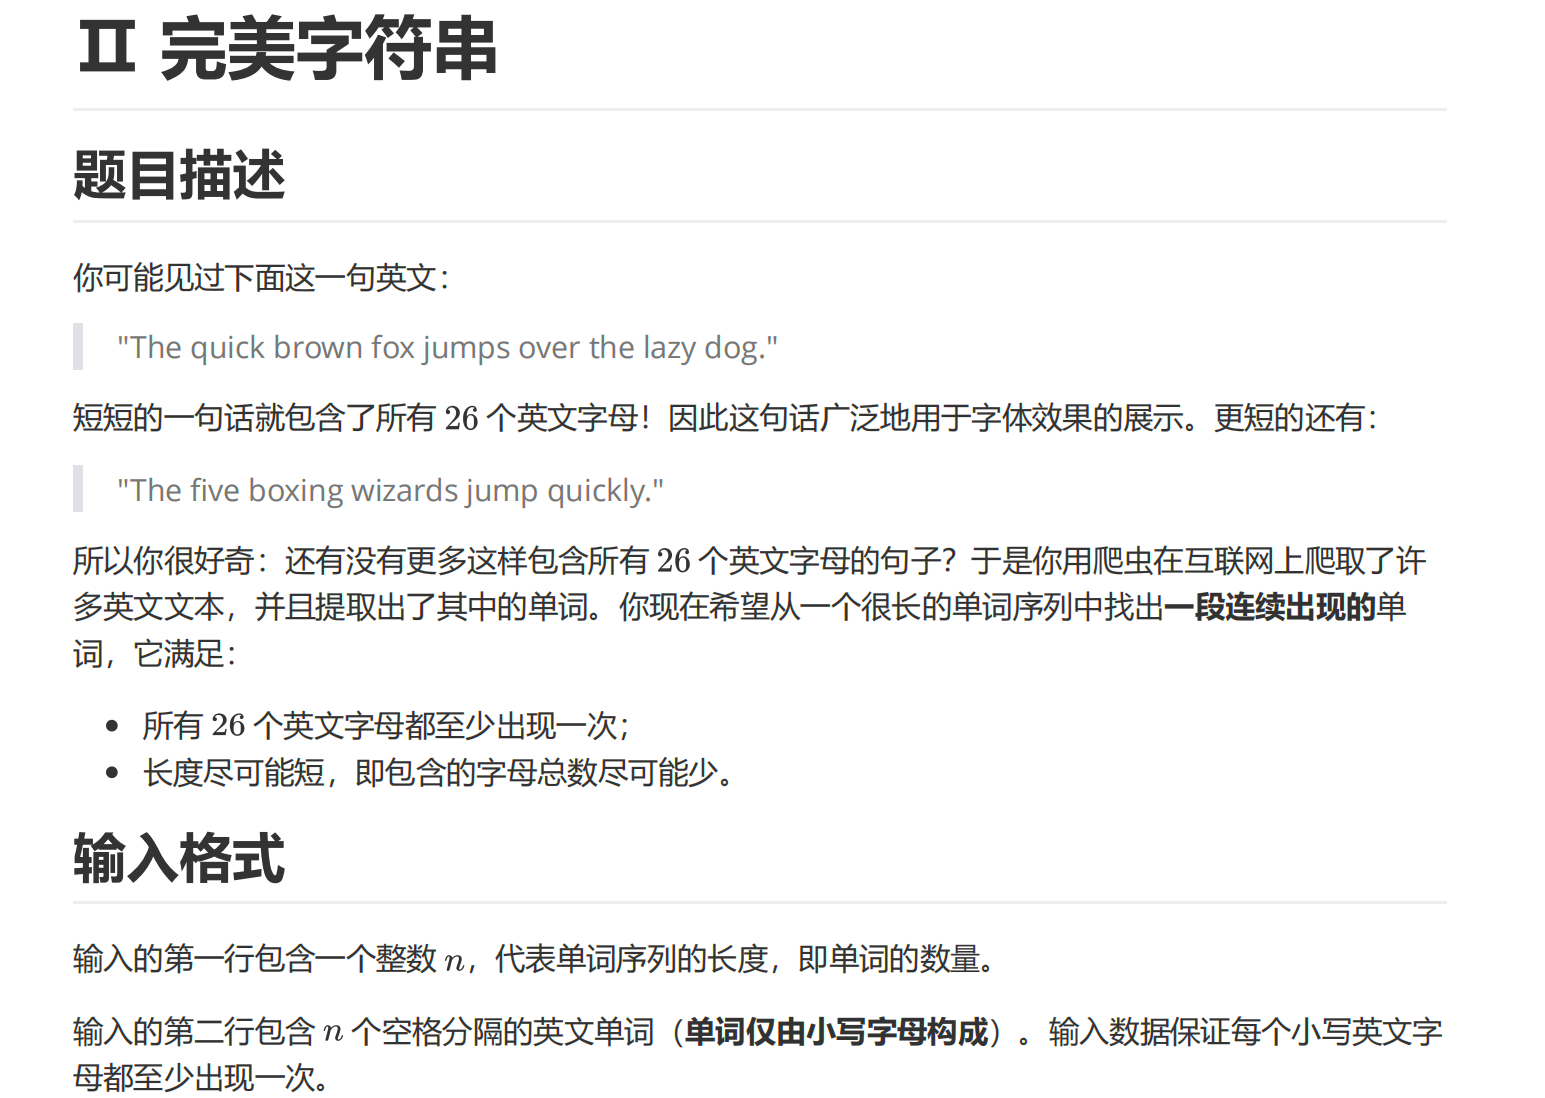 ♊ 完美字符串
题目描述
你可能见过下面这一句英文：
"The quick brown fox jumps over the lazy dog."
短短的一句话就包含了所有 26 个英文字母！因此这句话广泛地用于字体效果的展示。更短的还有：
"The five boxing wizards jump quickly."
所以你很好奇：还有没有更多这样包含所有 26 个英文字母的句子？于是你用爬虫在互联网上爬取了许
多英文文本，并且提取出了其中的单词。你现在希望从一个很长的单词序列中找出一段连续出现的单
词，它满足：
• 所有 26 个英文字母都至少出现一次；
• 长度尽可能短，即包含的字母总数尽可能少。
输入格式
输入的第一行包含一个整数 n，代表单词序列的长度，即单词的数量。
输入的第二行包含 n 个空格分隔的英文单词（单词仅由小写字母构成）。输入数据保证每个小写英文字
母都至少出现一次。